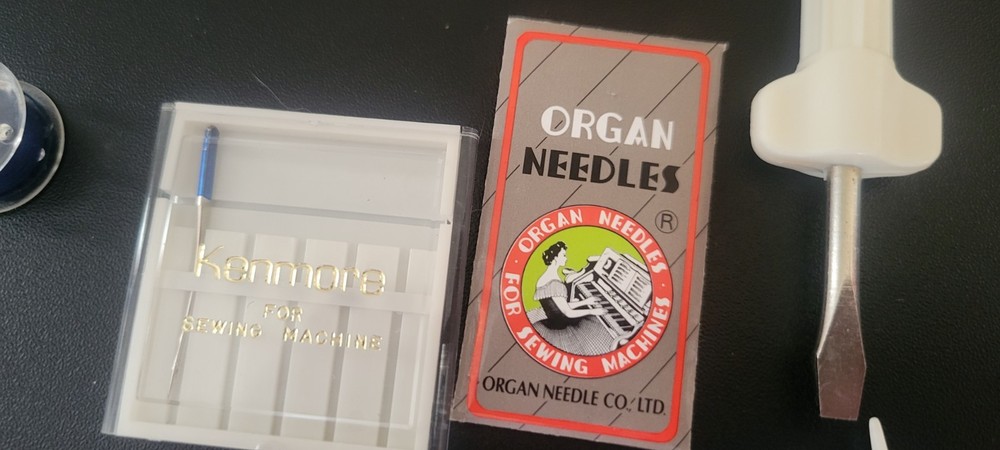 Kenmore
FOR
SEWING MACHINE
ORGAN
NEEDLES
®
ORGAN NEEDLES
· FOR SEWING MACHINES ·
ORGAN NEEDLE CO., LTD.